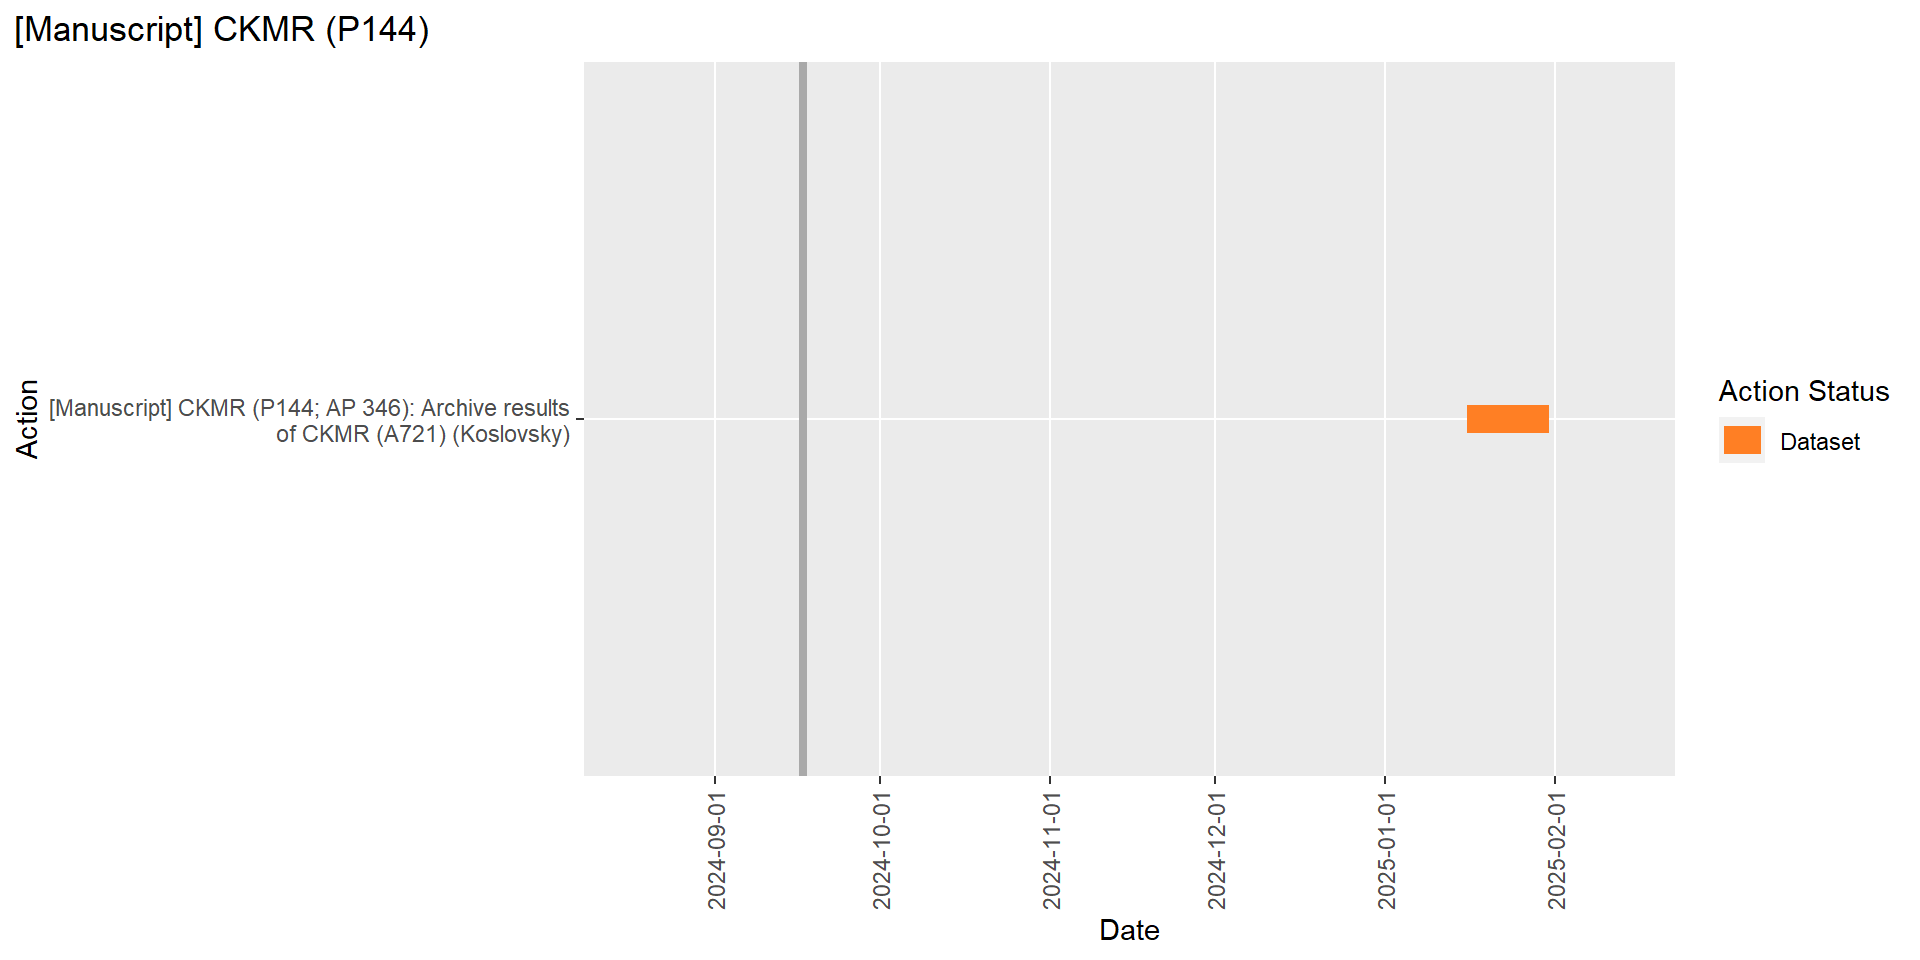 [Manuscript] CKMR (P144)
Action
[Manuscript] CKMR (P144; AP 346): Archive results
of CKMR (A721) (Koslovsky)
Action Status
Dataset
2024-09-01
2024-10-01
2024-11-01
2024-12-01
2025-01-01
2025-02-01
Date